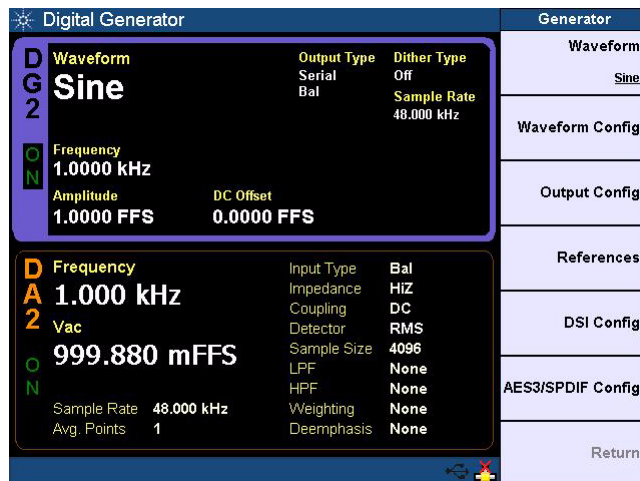 Digital Generator
Generator
DG2
ON
Waveform
Sine
Output Type
Serial
Bal
Dither Type
Off
Sample Rate
48.000 kHz
Frequency
1.0000 kHz
Amplitude
1.0000 FFS
DC Offset
0.0000 FFS
DA2
ON
Frequency
1.000 kHz
Vac
999.880 mFFS
Sample Rate 48.000 kHz
Avg. Points 1
Input Type Bal
Impedance HiZ
Coupling DC
Detector RMS
Sample Size 4096
LPF None
HPF None
Weighting None
Deemphasis None
Waveform
Sine
Waveform Config
Output Config
References
DSI Config
AES3/SPDIF Config
Return